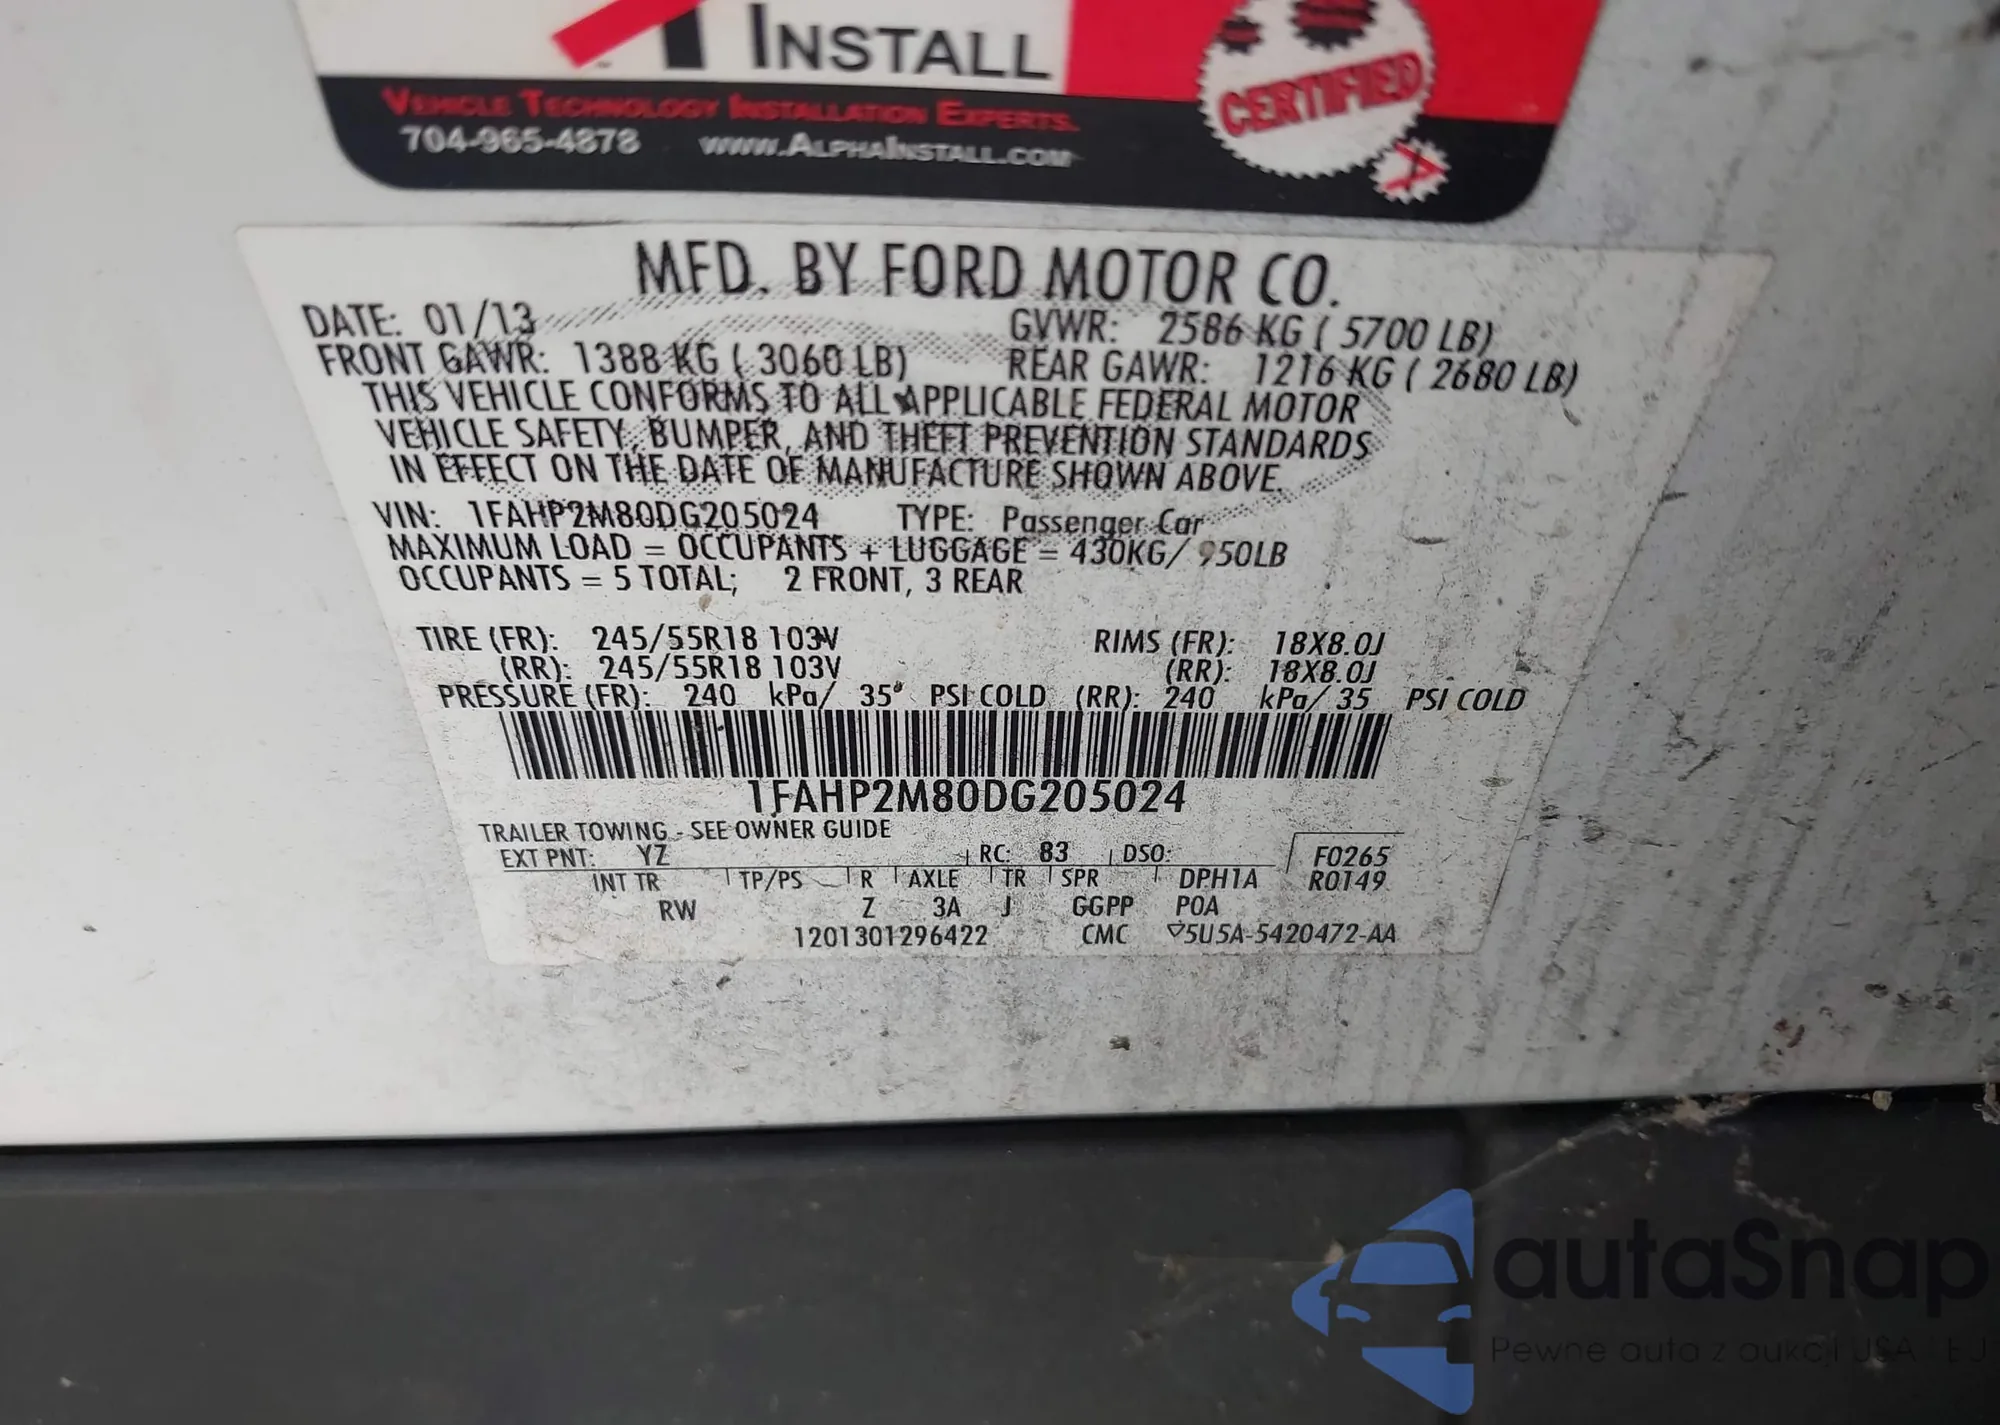 INSTALL
CERTIFIED
VEHICLE TECHNOLOGY INSTALLATION EXPERTS.
704-965-4878 www.AlphaInstall.com
MFD. BY FORD MOTOR CO.
DATE: 01/13 GVWR: 2586 KG ( 5700 LB)
FRONT GAWR: 1388 KG ( 3060 LB) REAR GAWR: 1216 KG ( 2680 LB)
THIS VEHICLE CONFORMS TO ALL APPLICABLE FEDERAL MOTOR
VEHICLE SAFETY, BUMPER, AND THEFT PREVENTION STANDARDS
IN EFFECT ON THE DATE OF MANUFACTURE SHOWN ABOVE.
VIN: 1FAHP2M80DG205024 TYPE: Passenger Car
MAXIMUM LOAD = OCCUPANTS + LUGGAGE = 430KG/ 950LB
OCCUPANTS = 5 TOTAL; 2 FRONT, 3 REAR
TIRE (FR): 245/55R18 103V RIMS (FR): 18X8.0J
(RR): 245/55R18 103V (RR): 18X8.0J
PRESSURE (FR): 240 kPa/ 35 PSI COLD (RR): 240 kPa/ 35 PSI COLD
1FAHP2M80DG205024
TRAILER TOWING - SEE OWNER GUIDE
EXT PNT: YZ RC: 83 DSO: F0265
INT TR TP/PS R AXLE TR SPR DPH1A R0149
RW Z 3A J GGPP POA
1201301296422 CMC ▽5U5A-5420472-AA
autaSnap
Pewne auta z aukcji USA EU